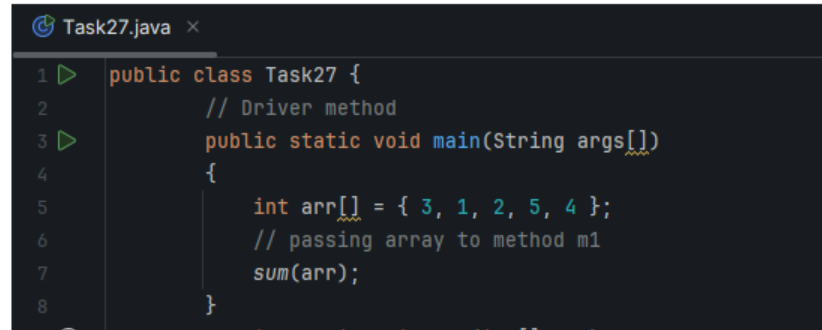 Task27.java ×
1 public class Task27 {
2 // Driver method
3 public static void main(String args[])
4 {
5 int arr[] = { 3, 1, 2, 5, 4 };
6 // passing array to method m1
7 sum(arr);
8 }